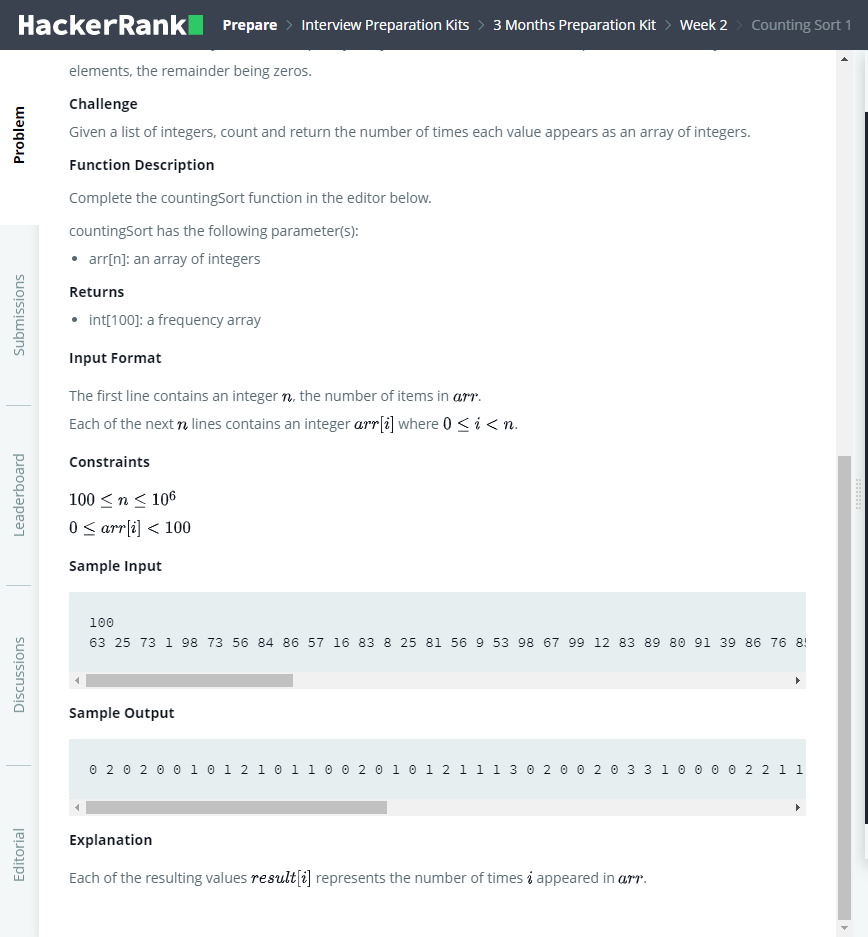 HackerRank Prepare > Interview Preparation Kits > 3 Months Preparation Kit > Week 2 > Counting Sort 1
Problem
Submissions
Leaderboard
Discussions
Editorial
elements, the remainder being zeros.
Challenge
Given a list of integers, count and return the number of times each value appears as an array of integers.
Function Description
Complete the countingSort function in the editor below.
countingSort has the following parameter(s):
• arr[n]: an array of integers
Returns
• int[100]: a frequency array
Input Format
The first line contains an integer n, the number of items in arr.
Each of the next n lines contains an integer arr[i] where 0 ≤ i < n.
Constraints
100 ≤ n ≤ 10⁶
0 ≤ arr[i] < 100
Sample Input
100
63 25 73 1 98 73 56 84 86 57 16 83 8 25 81 56 9 53 98 67 99 12 83 89 80 91 39 86 76 85
Sample Output
0 2 0 2 0 0 1 0 1 2 1 0 1 1 0 0 2 0 1 0 1 2 1 1 1 3 0 2 0 0 2 0 3 3 1 0 0 0 0 2 2 1 1
Explanation
Each of the resulting values result[i] represents the number of times i appeared in arr.